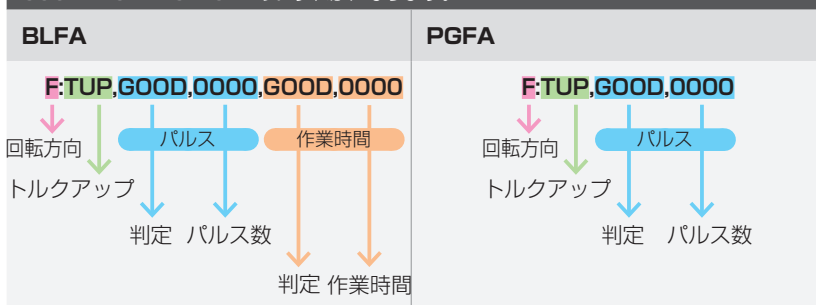 BLFA
PGFA
F:TUP,GOOD,0000,GOOD,0000
F:TUP,GOOD,0000
パルス
作業時間
パルス
回転方向
回転方向
トルクアップ
トルクアップ
判定 パルス数
判定 パルス数
判定 作業時間